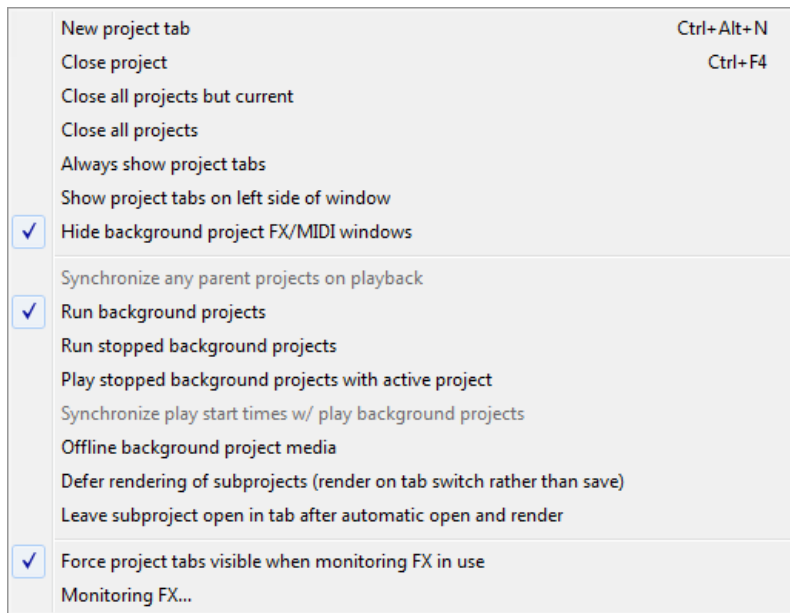 New project tab Ctrl+Alt+N
Close project Ctrl+F4
Close all projects but current
Close all projects
Always show project tabs
Show project tabs on left side of window
Hide background project FX/MIDI windows
Synchronize any parent projects on playback
Run background projects
Run stopped background projects
Play stopped background projects with active project
Synchronize play start times w/ play background projects
Offline background project media
Defer rendering of subprojects (render on tab switch rather than save)
Leave subproject open in tab after automatic open and render
Force project tabs visible when monitoring FX in use
Monitoring FX...